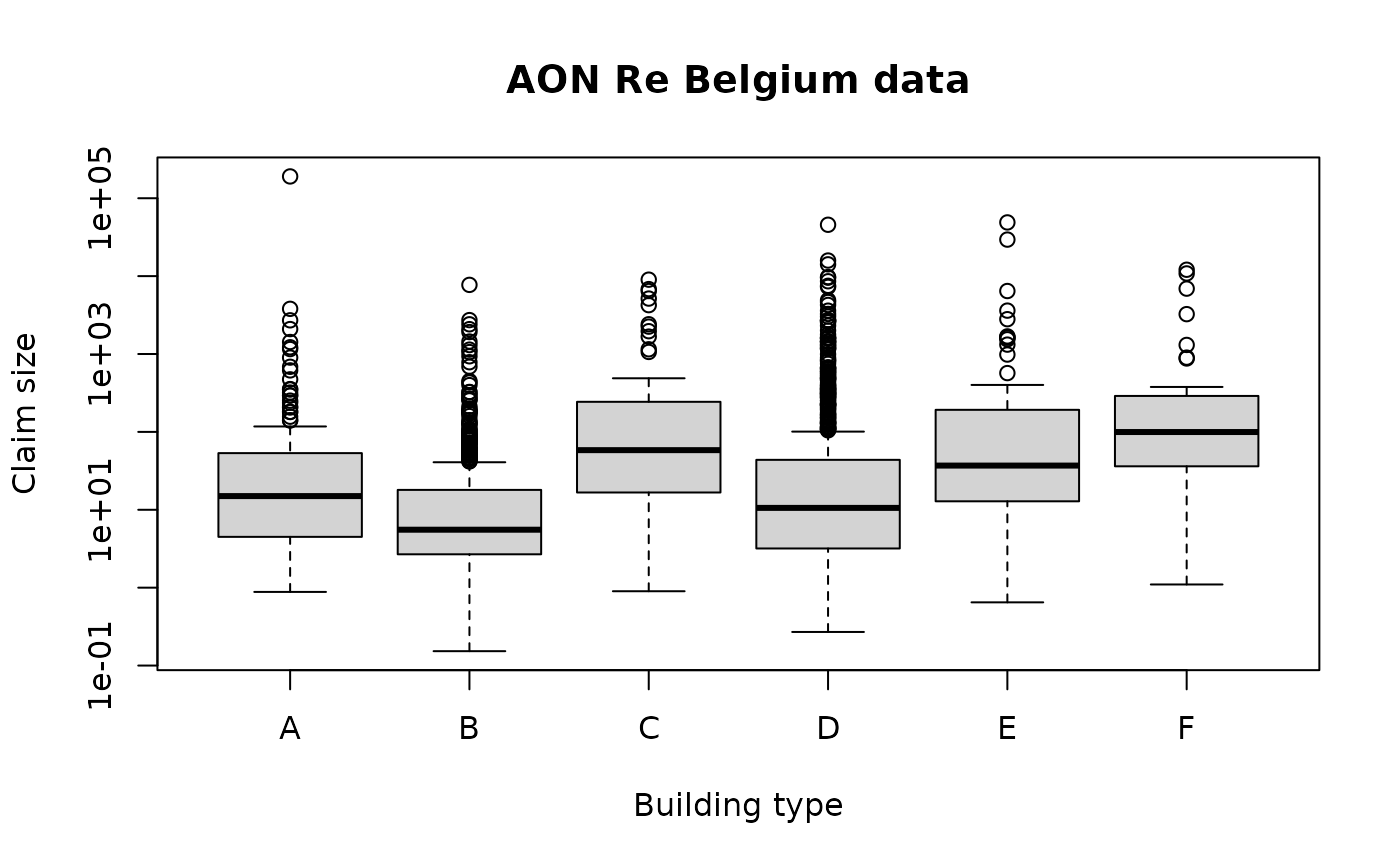 AON Re Belgium data
Claim size
1e+05
1e+03
1e+01
1e-01
A B C D E F
Building type